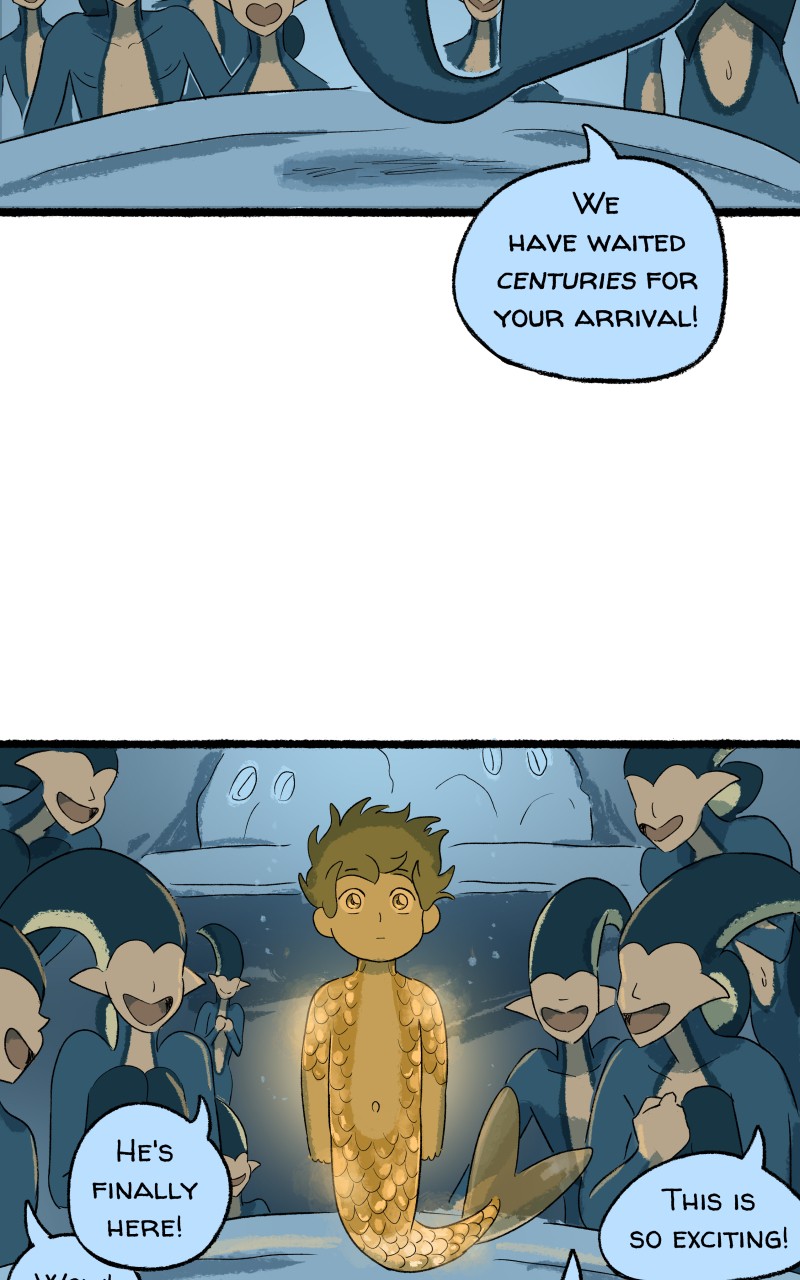 WE
HAVE WAITED
CENTURIES FOR
YOUR ARRIVAL!
HE'S
FINALLY
HERE!
THIS IS
SO EXCITING!